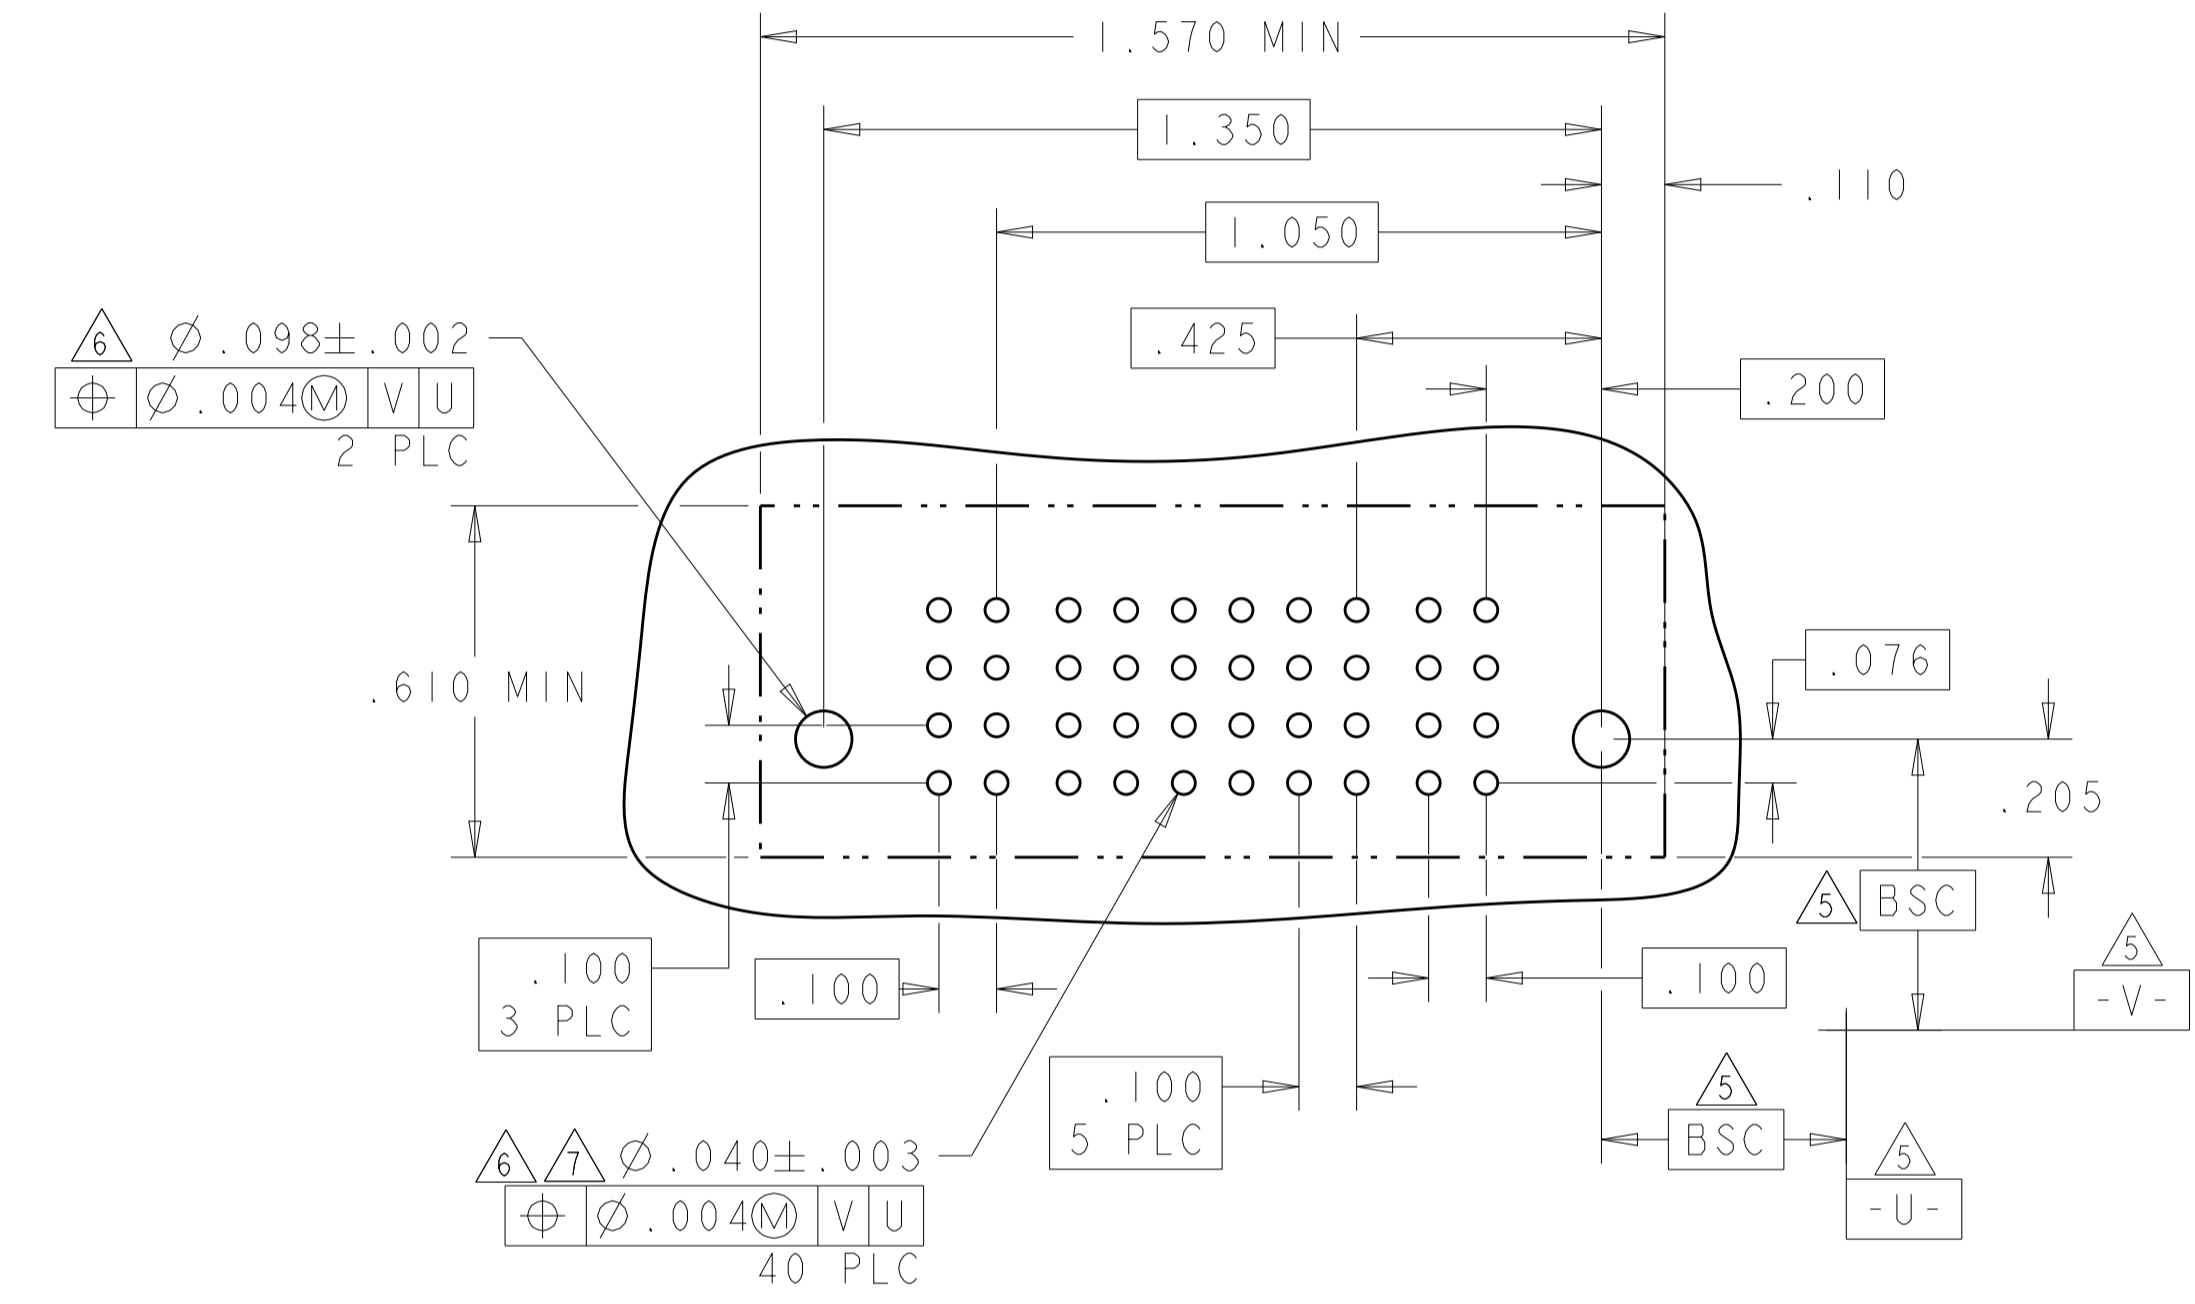 1.570 MIN
1.350
.110
1.050
6 ⌀.098±.002
.425
.200
⌖ ⌀.004Ⓜ V U
2 PLC
.076
.610 MIN
.205
5 BSC
5
-V-
.100
3 PLC
.100
.100
.100
5 PLC
5
BSC
5
-U-
6 7 ⌀.040±.003
⌖ ⌀.004Ⓜ V U
40 PLC